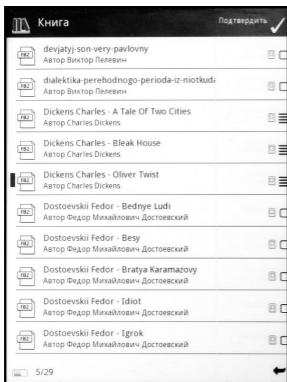 Книга
Подтвердить
devjatyj-son-very-pavlovny
Автор Виктор Пелевин
dialektika-perehodnogo-perioda-iz-niotkuda
Автор Виктор Пелевин
Dickens Charles - A Tale Of Two Cities
Автор Charles Dickens
Dickens Charles - Bleak House
Автор Charles Dickens
Dickens Charles - Oliver Twist
Автор Charles Dickens
Dostoevskii Fedor - Bednye Ludi
Автор Федор Михайлович Достоевский
Dostoevskii Fedor - Besy
Автор Федор Михайлович Достоевский
Dostoevskii Fedor - Bratya Karamazovy
Автор Федор Михайлович Достоевский
Dostoevskii Fedor - Idiot
Автор Федор Михайлович Достоевский
Dostoevskii Fedor - Igrok
Автор Федор Михайлович Достоевский
5/29